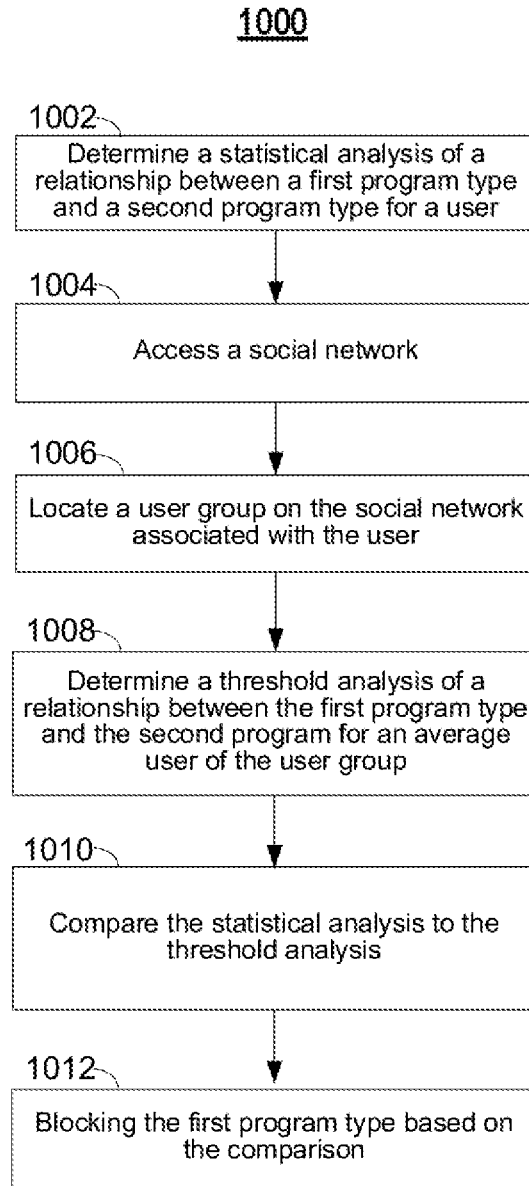 1000
1002
Determine a statistical analysis of a
relationship between a first program type
and a second program type for a user
1004
Access a social network
1006
Locate a user group on the social network
associated with the user
1008
Determine a threshold analysis of a
relationship between the first program type
and the second program for an average
user of the user group
1010
Compare the statistical analysis to the
threshold analysis
1012
Blocking the first program type based on
the comparison